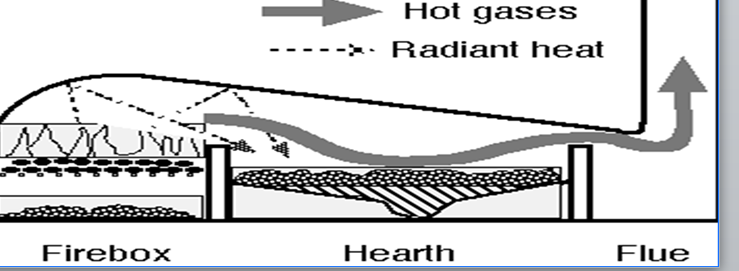 Hot gases
Radiant heat
Firebox Hearth Flue